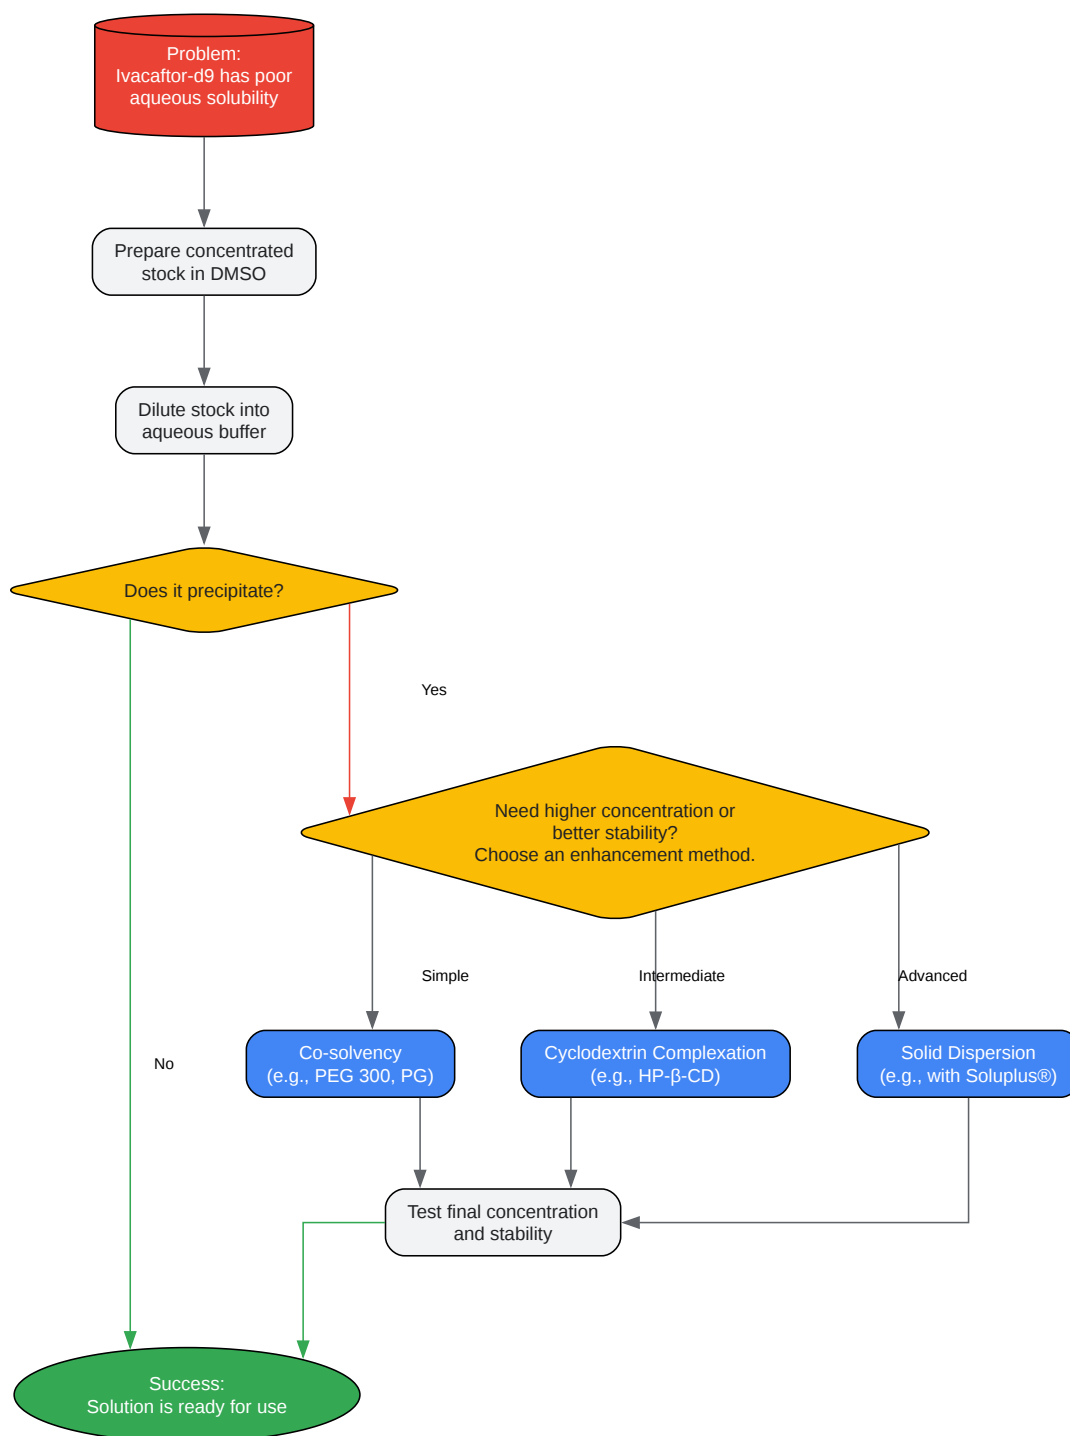 Problem:
Ivacaftor-d9 has poor
aqueous solubility
Prepare concentrated
stock in DMSO
Dilute stock into
aqueous buffer
Does it precipitate?
Yes
Need higher concentration or
better stability?
Choose an enhancement method.
Simple
Intermediate
Advanced
No
Co-solvency
(e.g., PEG 300, PG)
Cyclodextrin Complexation
(e.g., HP-β-CD)
Solid Dispersion
(e.g., with Soluplus®)
Test final concentration
and stability
Success:
Solution is ready for use